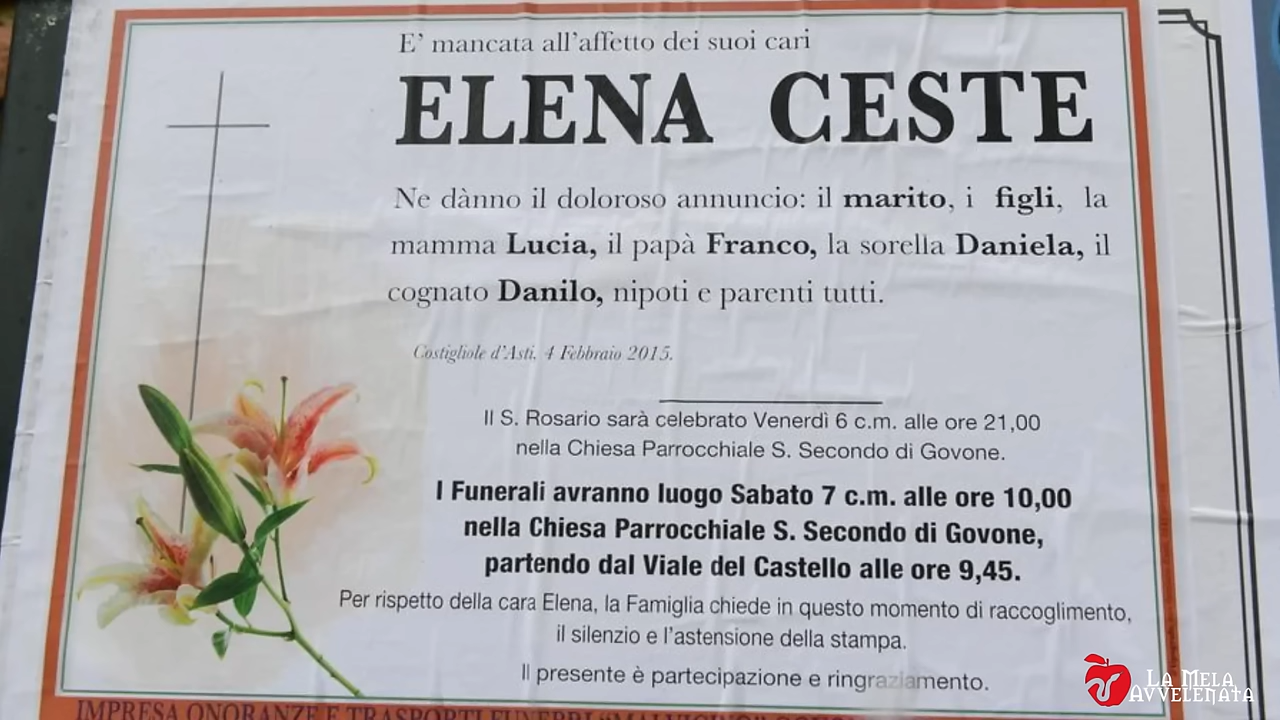 E' mancata all'affetto dei suoi cari
ELENA CESTE
Ne dànno il doloroso annuncio: il marito, i figli, la
mamma Lucia, il papà Franco, la sorella Daniela, il
cognato Danilo, nipoti e parenti tutti.
Costigliole d'Asti, 4 Febbraio 2015.
Il S. Rosario sarà celebrato Venerdì 6 c.m. alle ore 21,00
nella Chiesa Parrocchiale S. Secondo di Govone.
I Funerali avranno luogo Sabato 7 c.m. alle ore 10,00
nella Chiesa Parrocchiale S. Secondo di Govone,
partendo dal Viale del Castello alle ore 9,45.
Per rispetto della cara Elena, la Famiglia chiede in questo momento di raccoglimento,
il silenzio e l'astensione della stampa.
Il presente è partecipazione e ringraziamento.
IMPRESA ONORANZE E TRASPORTI FUNEBRI
LA MELA
AVVELENATA